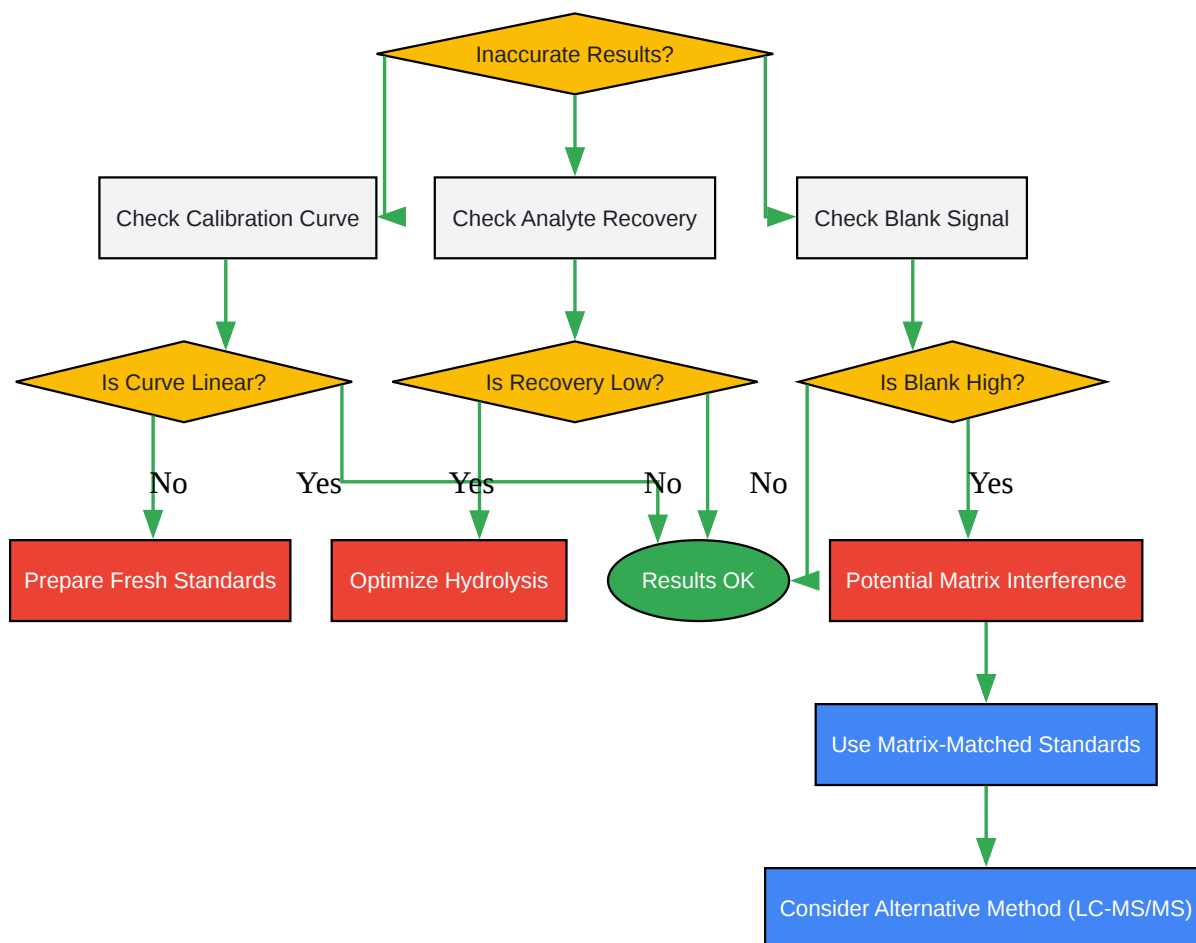 Inaccurate Results?
Check Calibration Curve
Check Analyte Recovery
Check Blank Signal
Is Curve Linear?
Is Recovery Low?
Is Blank High?
No
Yes
Yes
No
No
Yes
Prepare Fresh Standards
Optimize Hydrolysis
Results OK
Potential Matrix Interference
Use Matrix-Matched Standards
Consider Alternative Method (LC-MS/MS)